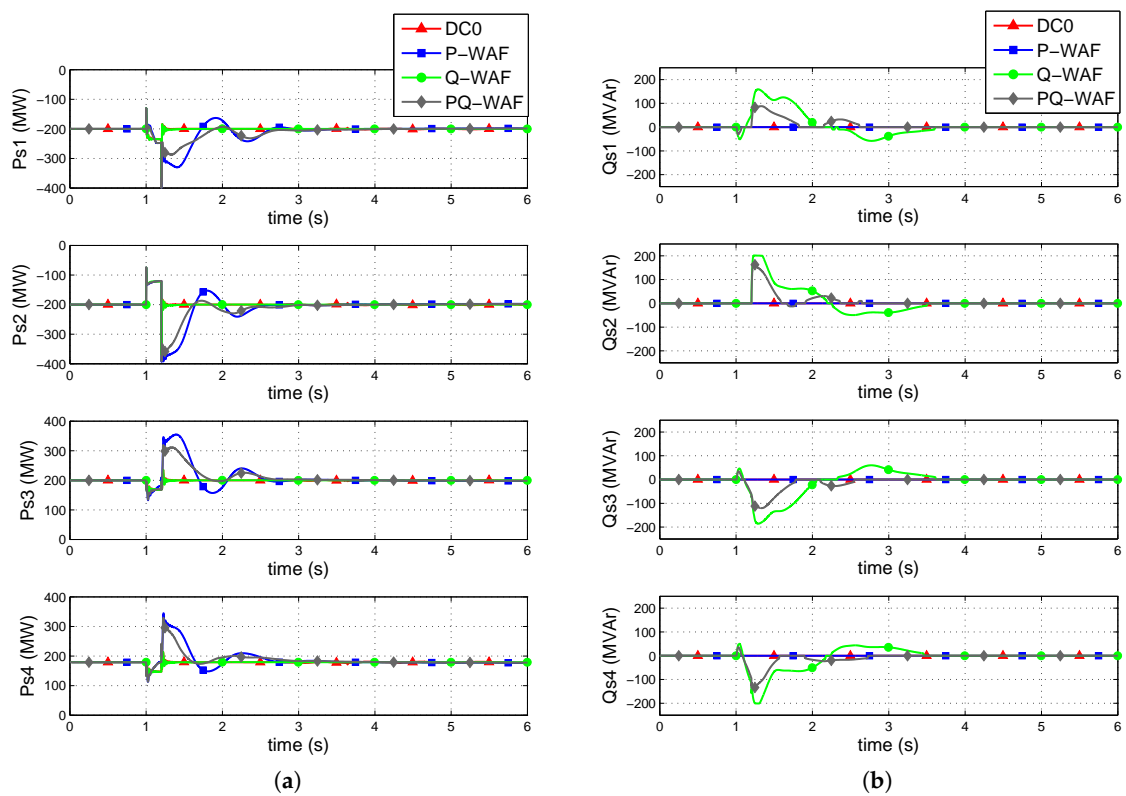 DC0
P−WAF
Q−WAF
PQ−WAF
0
−100
−200
−300
−400
Ps1 (MW)
0 1 2 3 4 5 6
time (s)
0
−100
−200
−300
−400
Ps2 (MW)
0 1 2 3 4 5 6
time (s)
400
300
200
100
0
Ps3 (MW)
0 1 2 3 4 5 6
time (s)
400
300
200
100
0
Ps4 (MW)
0 1 2 3 4 5 6
time (s)
(a)
DC0
P−WAF
Q−WAF
PQ−WAF
200
100
0
−100
−200
Qs1 (MVAr)
0 1 2 3 4 5 6
time (s)
200
100
0
−100
−200
Qs2 (MVAr)
0 1 2 3 4 5 6
time (s)
200
100
0
−100
−200
Qs3 (MVAr)
0 1 2 3 4 5 6
time (s)
200
100
0
−100
−200
Qs4 (MVAr)
0 1 2 3 4 5 6
time (s)
(b)